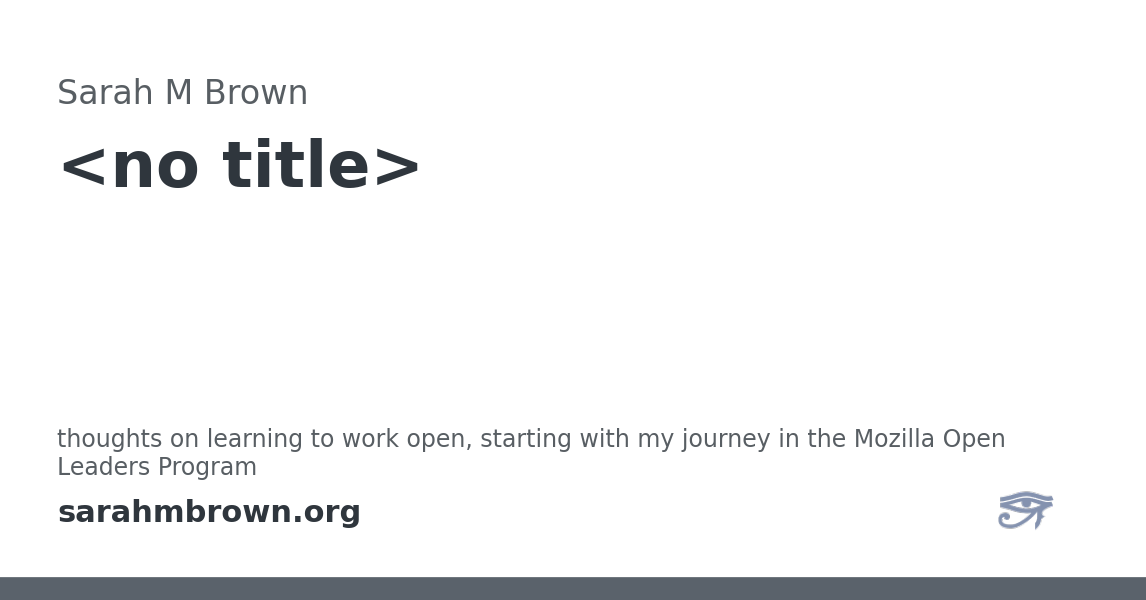 Sarah M Brown
<no title>
thoughts on learning to work open, starting with my journey in the Mozilla Open
Leaders Program
sarahmbrown.org